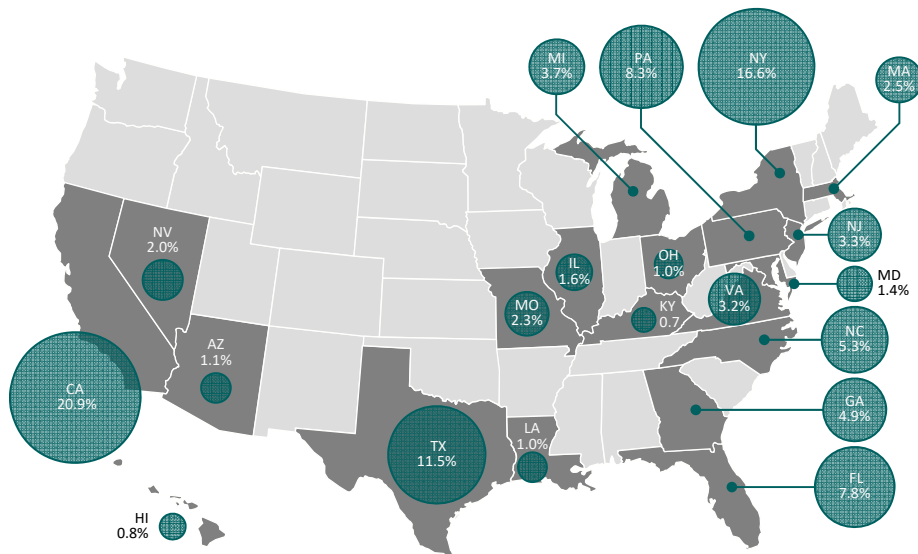 MI
3.7%
PA
8.3%
NY
16.6%
MA
2.5%
NV
2.0%
NJ
3.3%
IL
1.6%
OH
1.0%
MD
1.4%
VA
3.2%
MO
2.3%
KY
0.7
NC
5.3%
AZ
1.1%
CA
20.9%
GA
4.9%
TX
11.5%
LA
1.0%
FL
7.8%
HI
0.8%